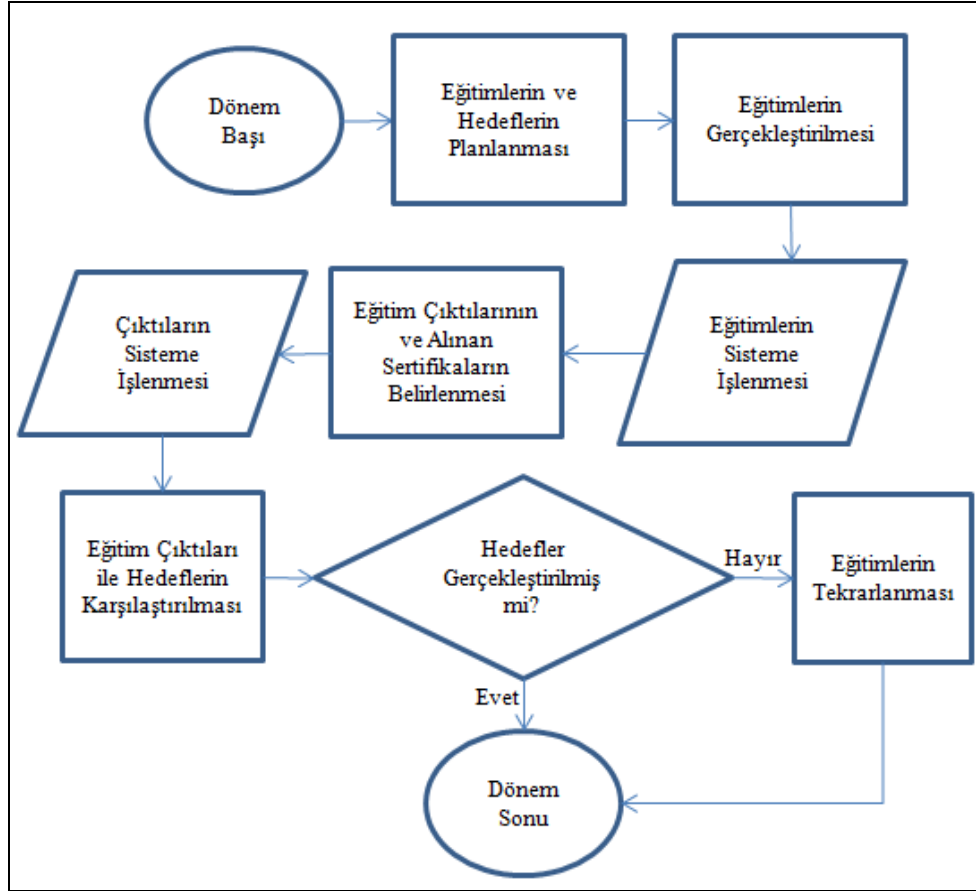 Dönem
Başı
Eğitimlerin ve
Hedeflerin
Planlanması
Eğitimlerin
Gerçekleştirilmesi
Eğitimlerin
Sisteme
İşlenmesi
Eğitim Çıktılarının
ve Alınan
Sertifikaların
Belirlenmesi
Çıktıların
Sisteme
İşlenmesi
Eğitim Çıktıları
ile Hedeflerin
Karşılaştırılması
Hedefler
Gerçekleştirilmiş
mi?
Hayır
Eğitimlerin
Tekrarlanması
Evet
Dönem
Sonu